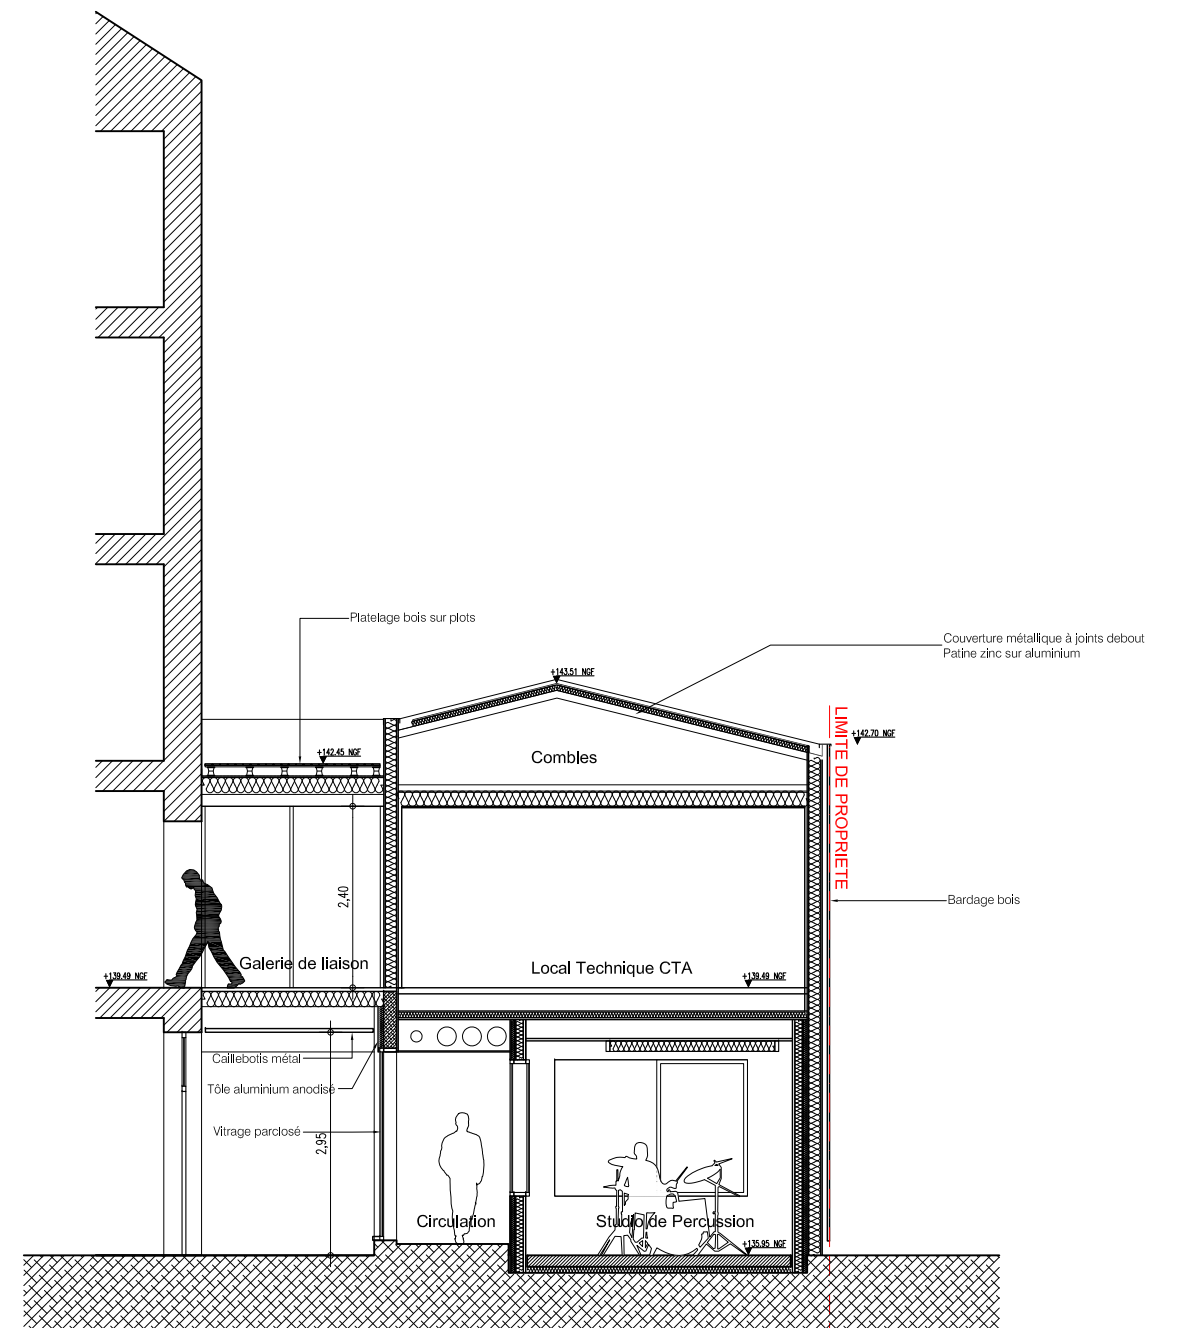 Platelage bois sur plots
Couverture métallique à joints debout
Patine zinc sur aluminium
+143.51 NGF
LIMITE DE PROPRIETE
+142.70 NGF
+142.45 NGF
Combles
2,40
Bardage bois
Galerie de liaison
Local Technique CTA
+139.49 NGF
+139.49 NGF
Caillebotis métal
Tôle aluminium anodisé
Vitrage parclosé
2,95
Circulation
Studio de Percussion
+135.95 NGF